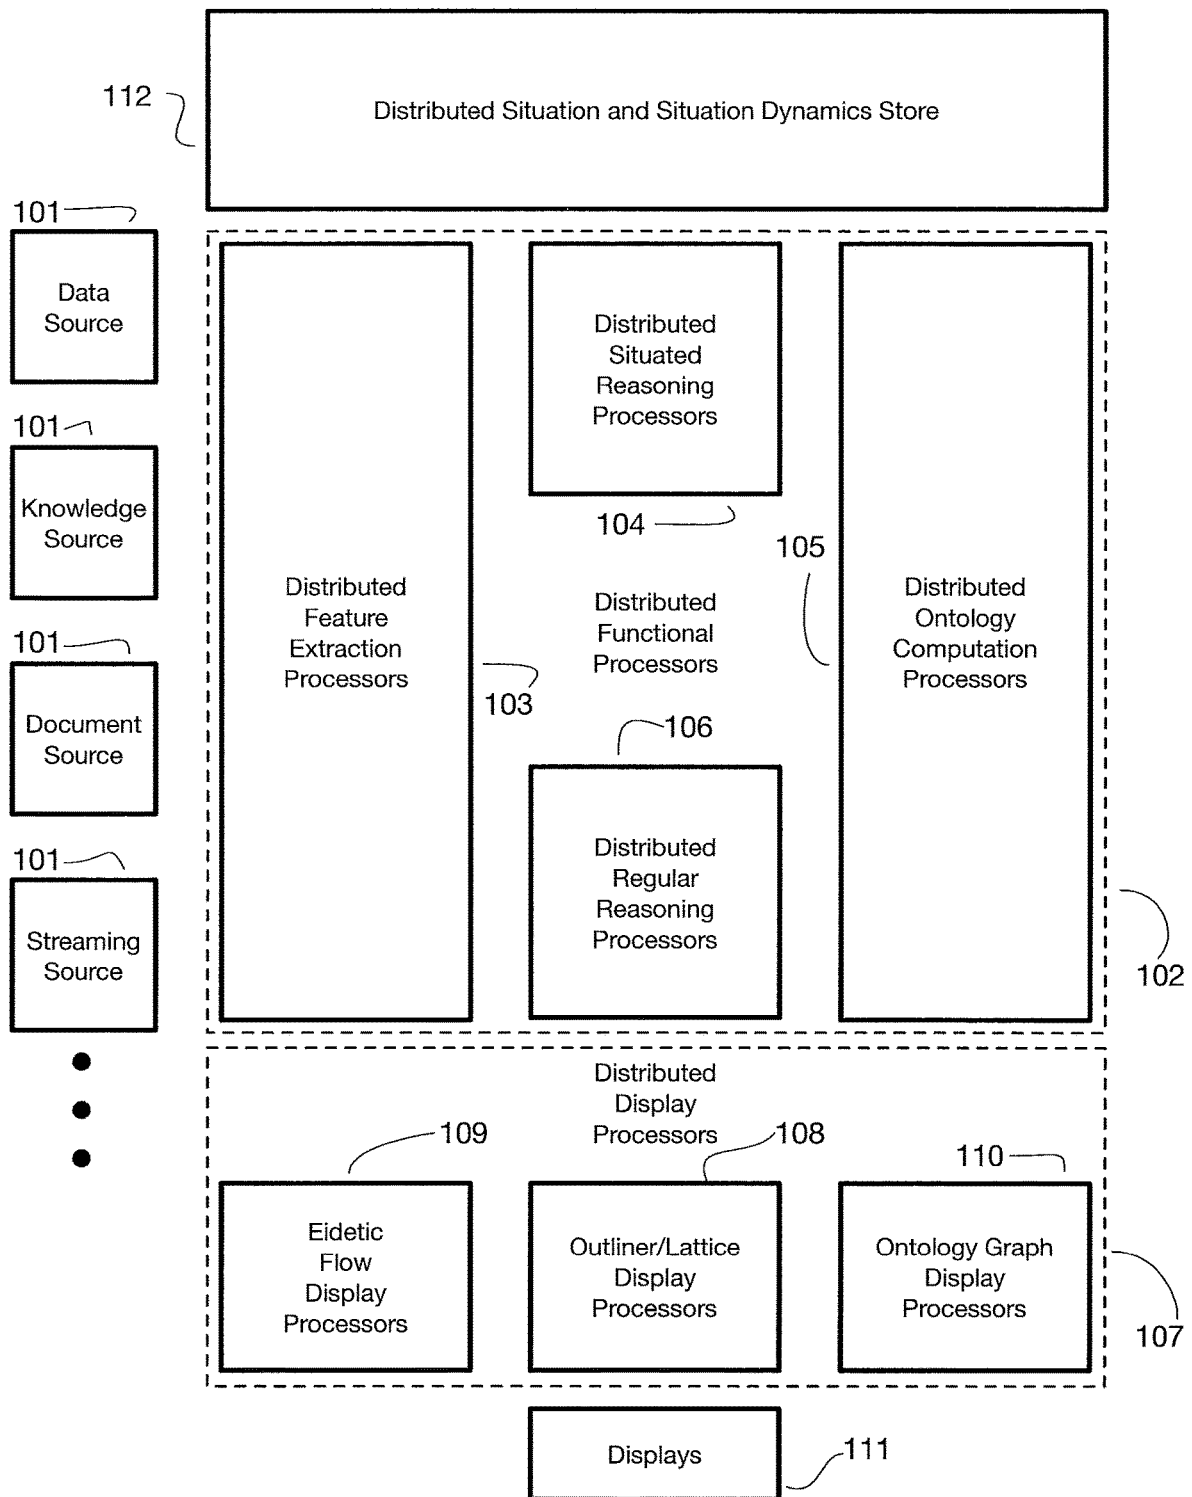 112
Distributed Situation and Situation Dynamics Store
101
Data
Source
101
Knowledge
Source
101
Document
Source
101
Streaming
Source
Distributed
Feature
Extraction
Processors
103
Distributed
Situated
Reasoning
Processors
104
Distributed
Functional
Processors
106
Distributed
Regular
Reasoning
Processors
105
Distributed
Ontology
Computation
Processors
102
Distributed
Display
Processors
109
Eidetic
Flow
Display
Processors
108
Outliner/Lattice
Display
Processors
110
Ontology Graph
Display
Processors
107
Displays
111